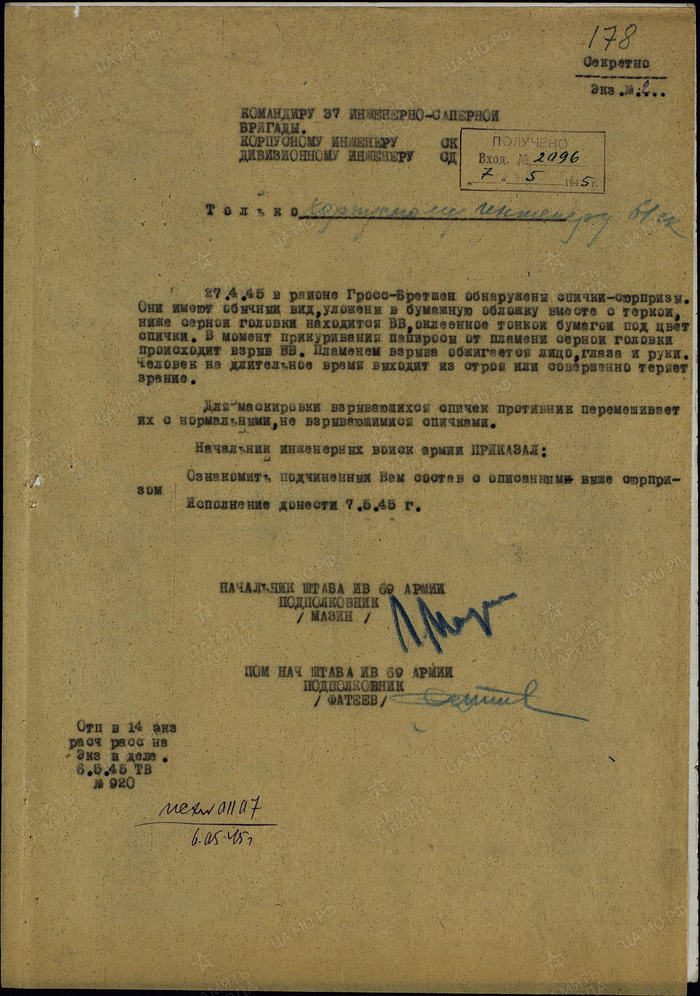 178
Секретно
Экз.№.2..
КОМАНДИРУ 37 ИНЖЕНЕРНО-САПЕРНОЙ
БРИГАДЫ.
КОРПУСНОМУ ИНЖЕНЕРУ СК
ДИВИЗИОННОМУ ИНЖЕНЕРУ СД
ПОЛУЧЕНО
Вход. № 2096
"7" 5 1945 г.
Только корпусному инженеру 61 ск
27.4.45 в районе Гросс-Бретшен обнаружены спички-сюрпризы.
Они имеют обычный вид,уложены в бумажную обложку вместе с теркой,
ниже серной головки находится ВВ,оклеенное тонкой бумагой под цвет
спички. В момент прикуривания папиросы от пламени серной головки
происходит взрыв ВВ. Пламенем взрыва обжигается лицо,глаза и руки.
Человек на длительное время выходит из строя или совершенно теряет
зрение.
Для маскировки взрывающихся спичек противник перемешивает
их с нормальными,не взрывающимися спичками.
Начальник инженерных войск армии ПРИКАЗАЛ:
Ознакомить подчиненный Вам состав с описанным выше сюрпри-
зом
Исполнение донести 7.5.45 г.
НАЧАЛЬНИК ШТАБА ИВ 69 АРМИИ
ПОДПОЛКОВНИК
/ МАЗИН /
ПОМ НАЧ ШТАБА ИВ 69 АРМИИ
ПОДПОЛКОВНИК
/ ФАТЕЕВ/
Отп в 14 экз
расч расс на
Экз в деле .
6.5.45 ТВ
№ 920
6.05.45г